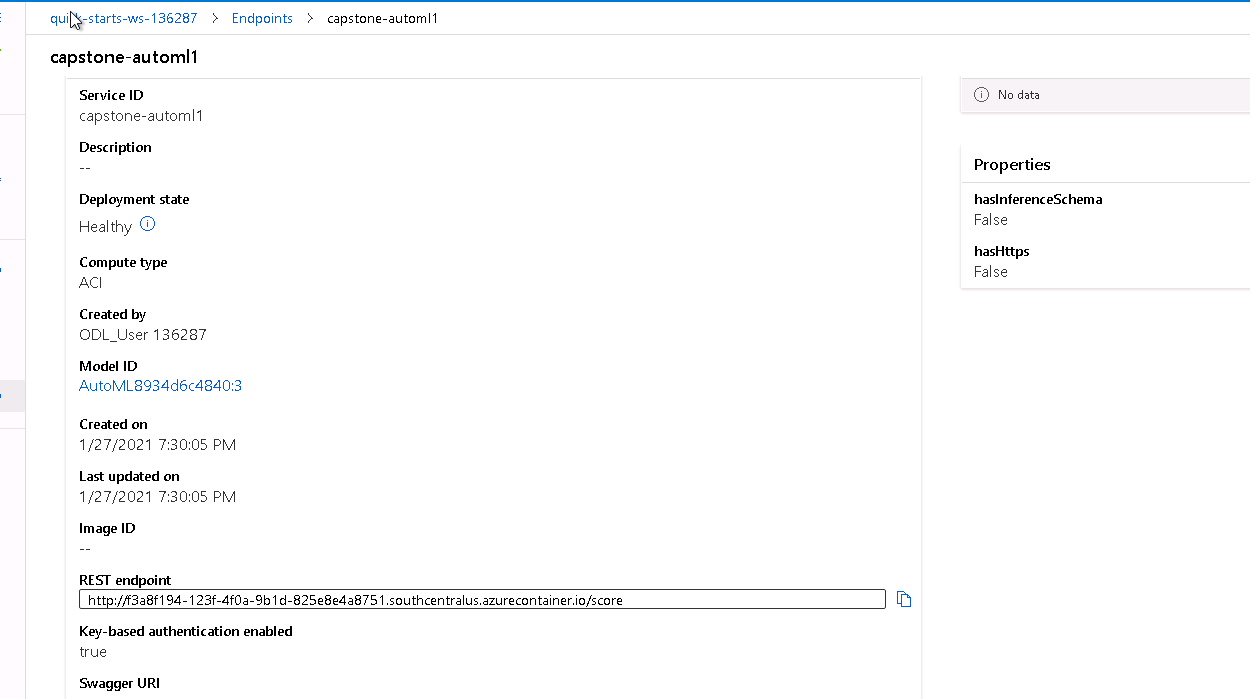 quick-starts-ws-136287 > Endpoints > capstone-automl1
capstone-automl1
Service ID
capstone-automl1
Description
--
Deployment state
Healthy
Compute type
ACI
Created by
ODL_User 136287
Model ID
AutoML8934d6c4840:3
Created on
1/27/2021 7:30:05 PM
Last updated on
1/27/2021 7:30:05 PM
Image ID
--
REST endpoint
http://f3a8f194-123f-4f0a-9b1d-825e8e4a8751.southcentralus.azurecontainer.io/score
Key-based authentication enabled
true
Swagger URI
No data
Properties
hasInferenceSchema
False
hasHttps
False